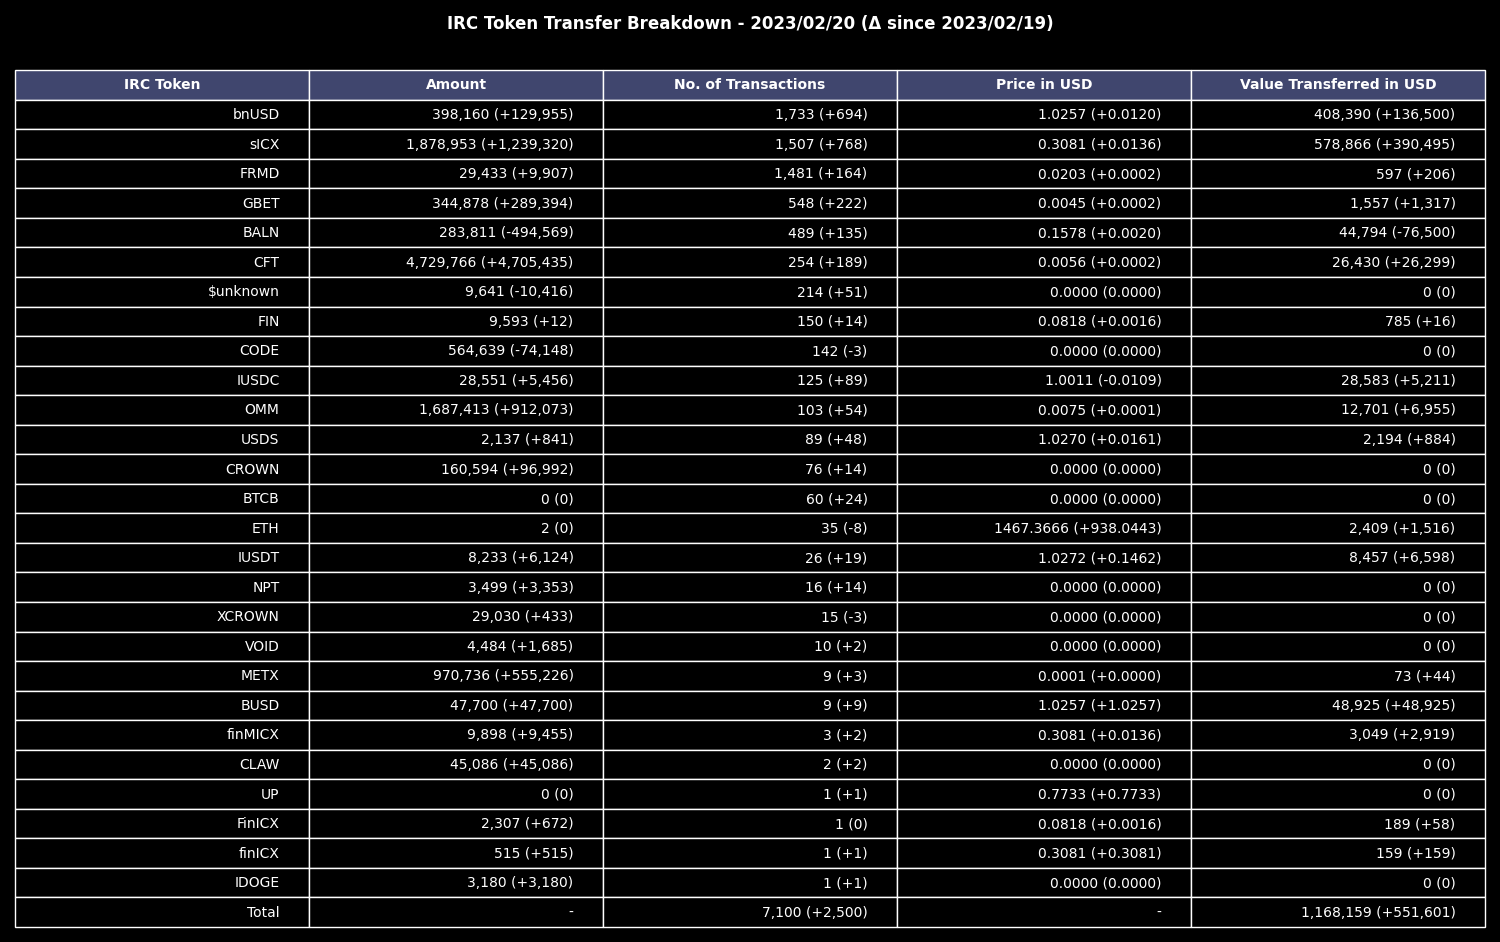 IRC Token Transfer Breakdown - 2023/02/20 (Δ since 2023/02/19)
IRC Token Amount No. of Transactions Price in USD Value Transferred in USD
bnUSD 398,160 (+129,955) 1,733 (+694) 1.0257 (+0.0120) 408,390 (+136,500)
sICX 1,878,953 (+1,239,320) 1,507 (+768) 0.3081 (+0.0136) 578,866 (+390,495)
FRMD 29,433 (+9,907) 1,481 (+164) 0.0203 (+0.0002) 597 (+206)
GBET 344,878 (+289,394) 548 (+222) 0.0045 (+0.0002) 1,557 (+1,317)
BALN 283,811 (-494,569) 489 (+135) 0.1578 (+0.0020) 44,794 (-76,500)
CFT 4,729,766 (+4,705,435) 254 (+189) 0.0056 (+0.0002) 26,430 (+26,299)
$unknown 9,641 (-10,416) 214 (+51) 0.0000 (0.0000) 0 (0)
FIN 9,593 (+12) 150 (+14) 0.0818 (+0.0016) 785 (+16)
CODE 564,639 (-74,148) 142 (-3) 0.0000 (0.0000) 0 (0)
IUSDC 28,551 (+5,456) 125 (+89) 1.0011 (-0.0109) 28,583 (+5,211)
OMM 1,687,413 (+912,073) 103 (+54) 0.0075 (+0.0001) 12,701 (+6,955)
USDS 2,137 (+841) 89 (+48) 1.0270 (+0.0161) 2,194 (+884)
CROWN 160,594 (+96,992) 76 (+14) 0.0000 (0.0000) 0 (0)
BTCB 0 (0) 60 (+24) 0.0000 (0.0000) 0 (0)
ETH 2 (0) 35 (-8) 1467.3666 (+938.0443) 2,409 (+1,516)
IUSDT 8,233 (+6,124) 26 (+19) 1.0272 (+0.1462) 8,457 (+6,598)
NPT 3,499 (+3,353) 16 (+14) 0.0000 (0.0000) 0 (0)
XCROWN 29,030 (+433) 15 (-3) 0.0000 (0.0000) 0 (0)
VOID 4,484 (+1,685) 10 (+2) 0.0000 (0.0000) 0 (0)
METX 970,736 (+555,226) 9 (+3) 0.0001 (+0.0000) 73 (+44)
BUSD 47,700 (+47,700) 9 (+9) 1.0257 (+1.0257) 48,925 (+48,925)
finMICX 9,898 (+9,455) 3 (+2) 0.3081 (+0.0136) 3,049 (+2,919)
CLAW 45,086 (+45,086) 2 (+2) 0.0000 (0.0000) 0 (0)
UP 0 (0) 1 (+1) 0.7733 (+0.7733) 0 (0)
FinICX 2,307 (+672) 1 (0) 0.0818 (+0.0016) 189 (+58)
finICX 515 (+515) 1 (+1) 0.3081 (+0.3081) 159 (+159)
IDOGE 3,180 (+3,180) 1 (+1) 0.0000 (0.0000) 0 (0)
Total - 7,100 (+2,500) - 1,168,159 (+551,601)